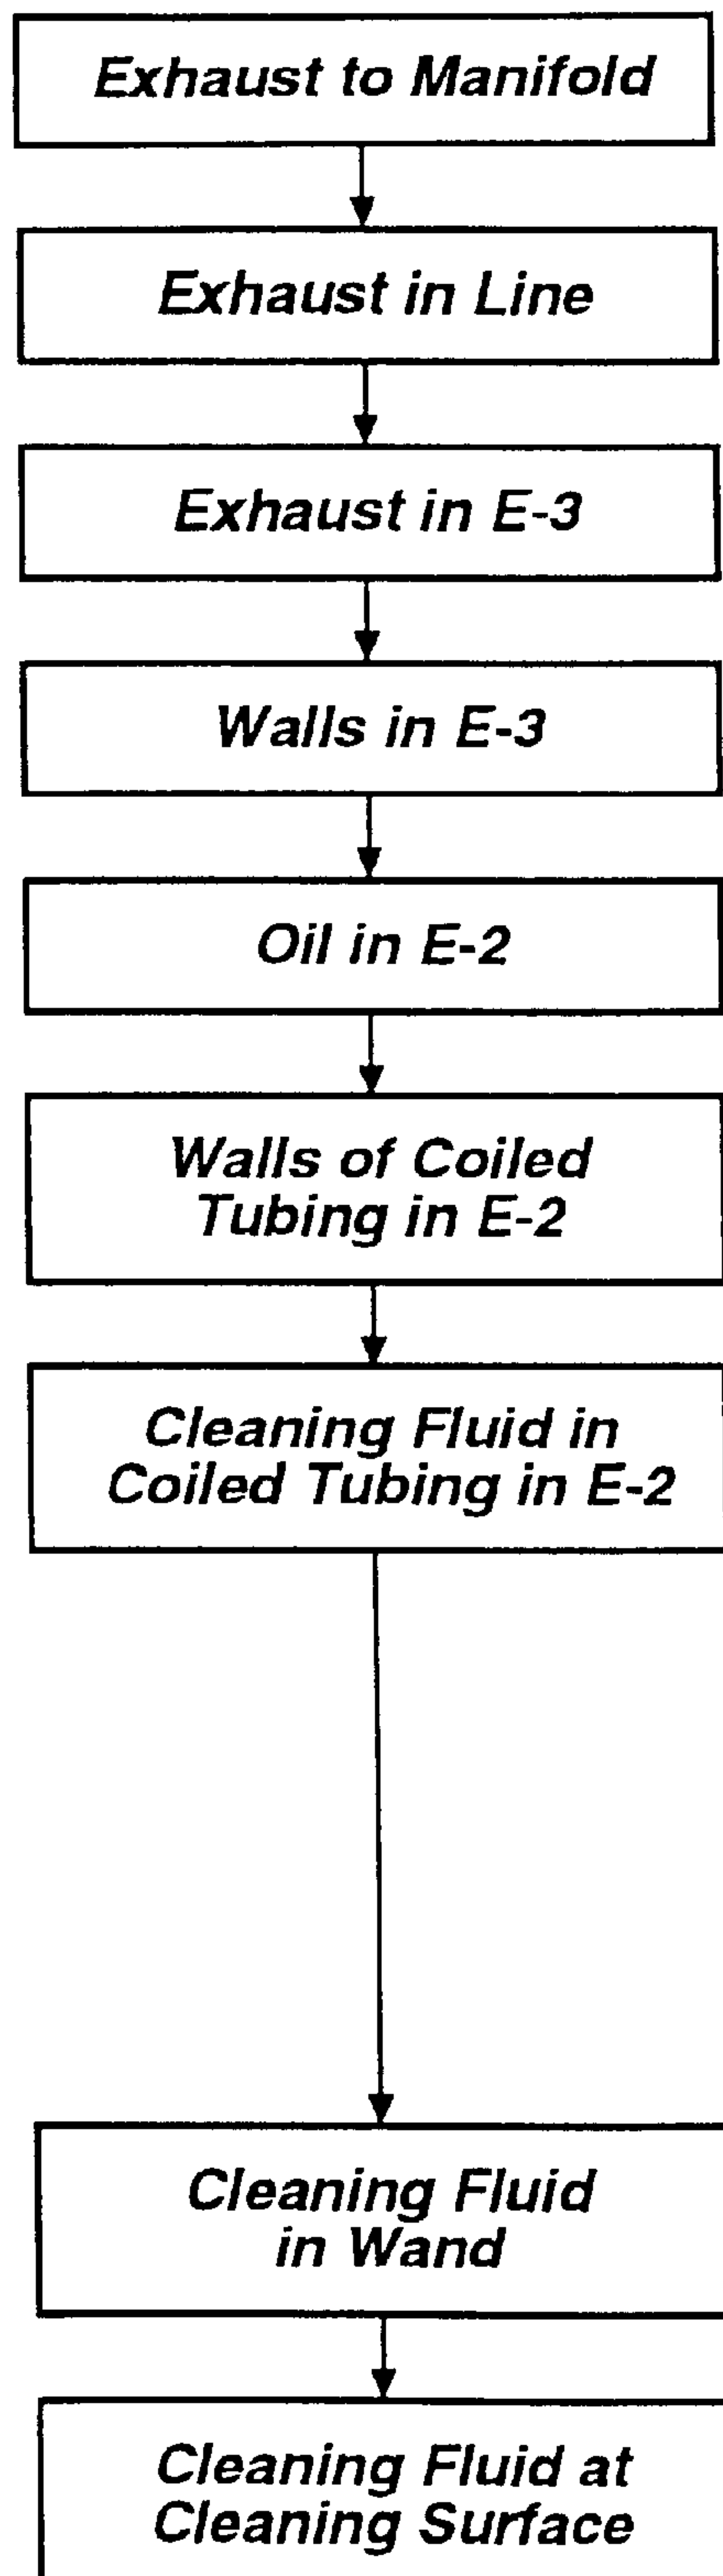 Exhaust to Manifold
Exhaust in Line
Exhaust in E-3
Walls in E-3
Oil in E-2
Walls of Coiled
Tubing in E-2
Cleaning Fluid in
Coiled Tubing in E-2
Cleaning Fluid
in Wand
Cleaning Fluid at
Cleaning Surface